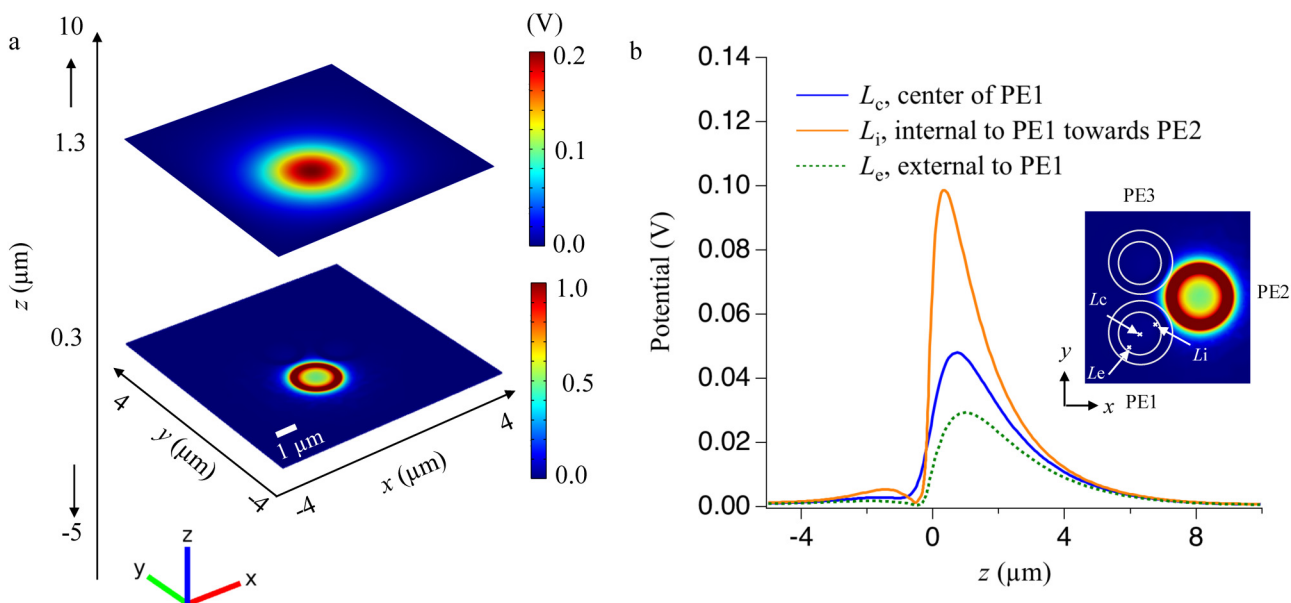 a
10
1.3
0.3
-5
z (µm)
(V)
0.2
0.1
0.0
1.0
0.5
0.0
1 µm
4
y (µm)
-4
-4
x (µm)
4
z
y
x
b
0.14
0.12
0.10
0.08
0.06
0.04
0.02
0.00
Potential (V)
Lc, center of PE1
Li, internal to PE1 towards PE2
Le, external to PE1
PE3
PE2
Lc
Li
Le
PE1
y
x
-4
0
4
8
z (µm)